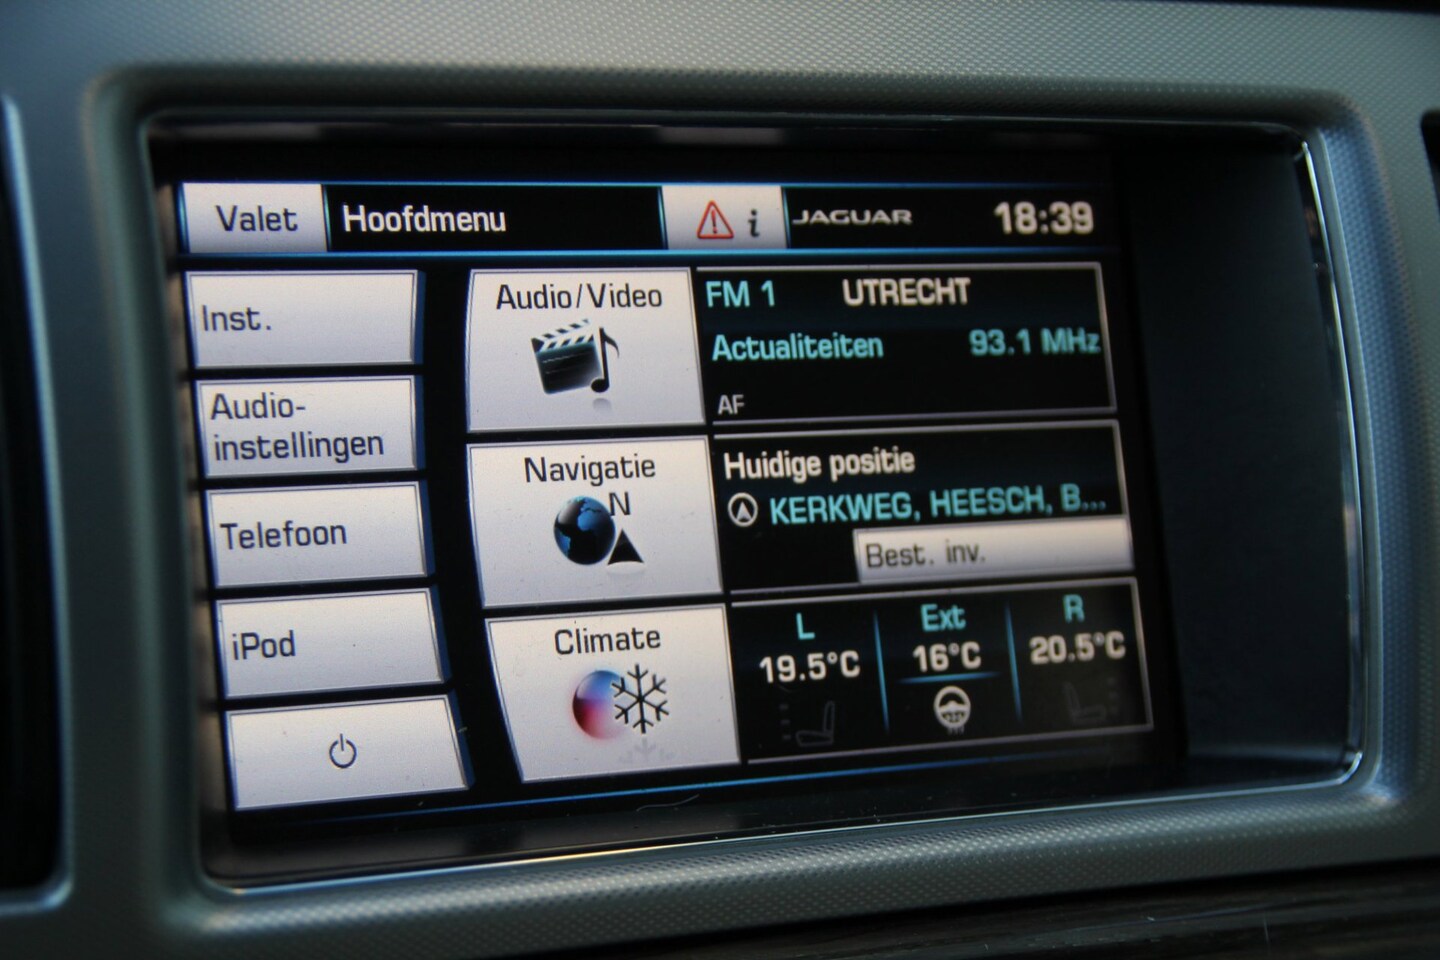 Valet
Hoofdmenu
i
JAGUAR
18:39
Inst.
Audio-
instellingen
Telefoon
iPod
Audio/Video
Navigatie
N
Climate
FM 1 UTRECHT
Actualiteiten 93.1 MHz
AF
Huidige positie
KERKWEG, HEESCH, B...
Best. inv.
L Ext R
19.5°C 16°C 20.5°C